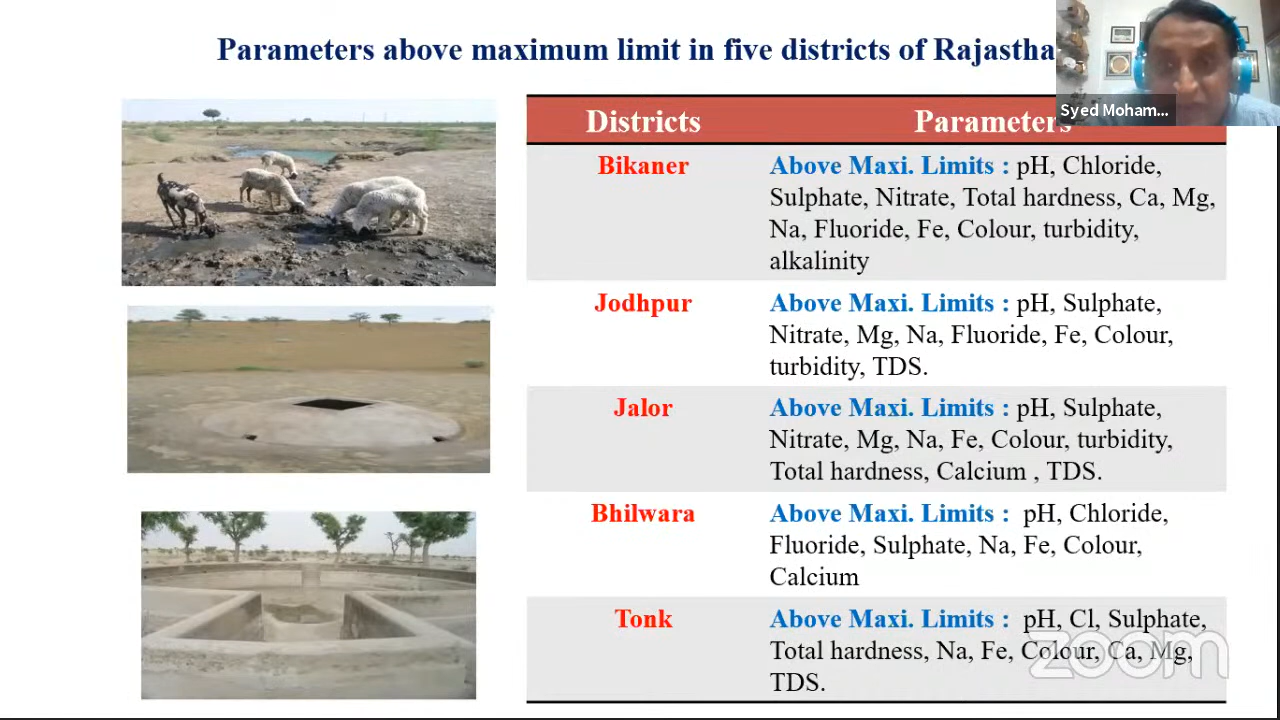 Parameters above maximum limit in five districts of Rajastha
Syed Moham...
Districts Parameters
Bikaner Above Maxi. Limits : pH, Chloride,
Sulphate, Nitrate, Total hardness, Ca, Mg,
Na, Fluoride, Fe, Colour, turbidity,
alkalinity
Jodhpur Above Maxi. Limits : pH, Sulphate,
Nitrate, Mg, Na, Fluoride, Fe, Colour,
turbidity, TDS.
Jalor Above Maxi. Limits : pH, Sulphate,
Nitrate, Mg, Na, Fe, Colour, turbidity,
Total hardness, Calcium , TDS.
Bhilwara Above Maxi. Limits : pH, Chloride,
Fluoride, Sulphate, Na, Fe, Colour,
Calcium
Tonk Above Maxi. Limits : pH, Cl, Sulphate,
Total hardness, Na, Fe, Colour, Ca, Mg,
TDS.
zoom